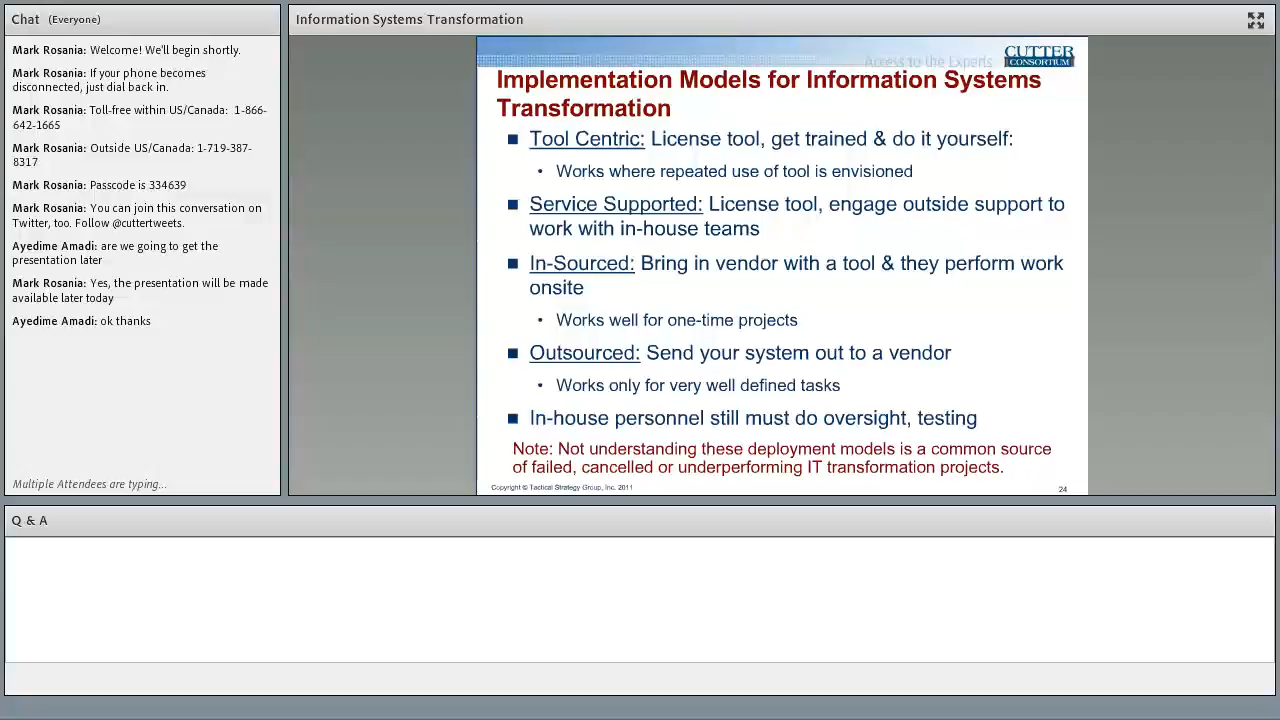 Chat (Everyone)
Mark Rosania: Welcome! We'll begin shortly.
Mark Rosania: If your phone becomes
disconnected, just dial back in.
Mark Rosania: Toll-free within US/Canada: 1-866-
642-1665
Mark Rosania: Outside US/Canada: 1-719-387-
8317
Mark Rosania: Passcode is 334639
Mark Rosania: You can join this conversation on
Twitter, too. Follow @cuttertweets.
Ayedime Amadi: are we going to get the
presentation later
Mark Rosania: Yes, the presentation will be made
available later today
Ayedime Amadi: ok thanks
Multiple Attendees are typing...
Information Systems Transformation
Access to the Experts
CUTTER
CONSORTIUM
Implementation Models for Information Systems
Transformation
■ Tool Centric: License tool, get trained & do it yourself:
• Works where repeated use of tool is envisioned
■ Service Supported: License tool, engage outside support to
work with in-house teams
■ In-Sourced: Bring in vendor with a tool & they perform work
onsite
• Works well for one-time projects
■ Outsourced: Send your system out to a vendor
• Works only for very well defined tasks
■ In-house personnel still must do oversight, testing
Note: Not understanding these deployment models is a common source
of failed, cancelled or underperforming IT transformation projects.
Copyright © Tactical Strategy Group, Inc. 2011
24
Q & A